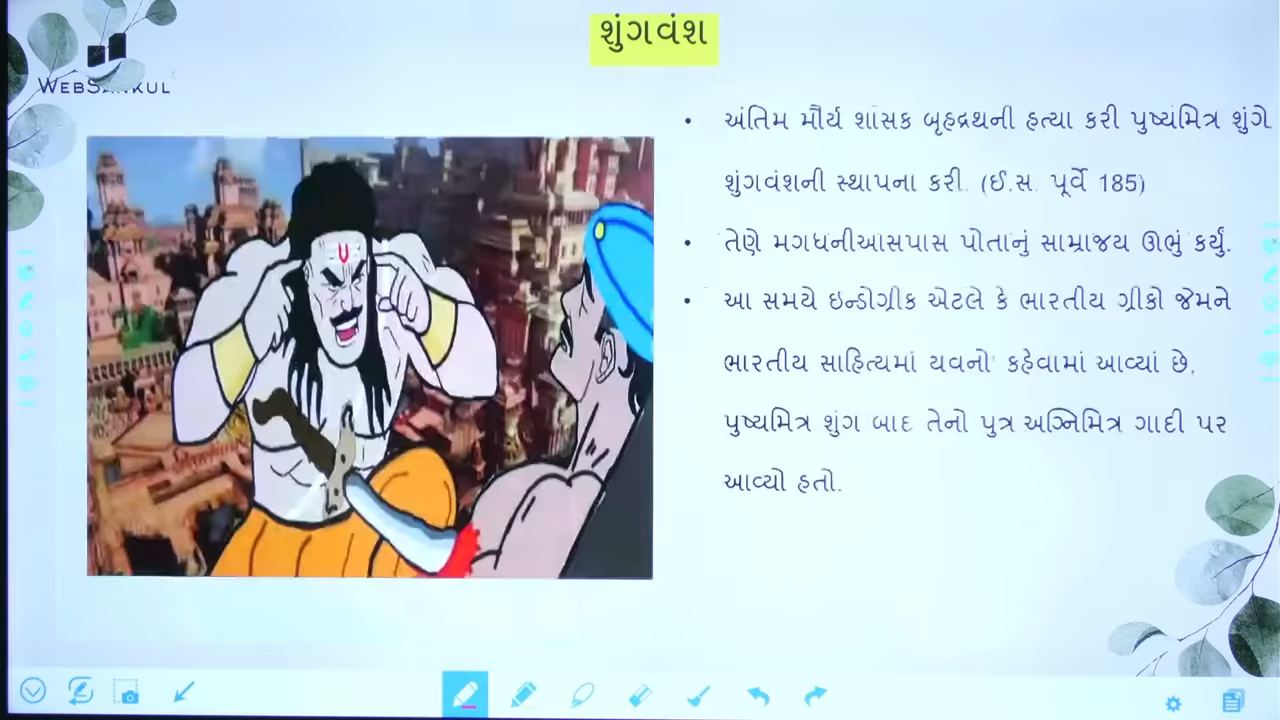 શુંગવંશ
WEBSANKUL
• અંતિમ મૌર્ય શાસક બૃહદ્રથની હત્યા કરી પુષ્યમિત્ર શુંગે
શુંગવંશની સ્થાપના કરી. (ઈ.સ. પૂર્વે 185)
• તેણે મગધનીઆસપાસ પોતાનું સામ્રાજય ઊભું કર્યું.
• આ સમયે ઇન્ડોગ્રીક એટલે કે ભારતીય ગ્રીકો જેમને
ભારતીય સાહિત્યમાં યવનો' કહેવામાં આવ્યાં છે.
પુષ્યમિત્ર શુંગ બાદ તેનો પુત્ર અગ્નિમિત્ર ગાદી પર
આવ્યો હતો.